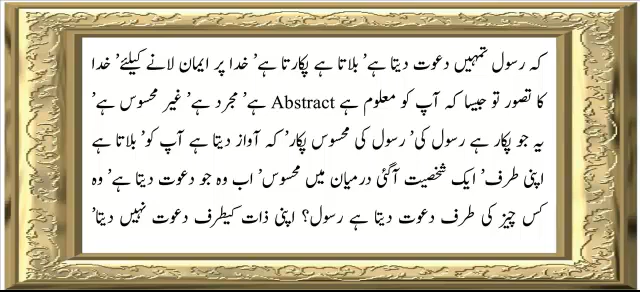 کہ رسول تمہیں دعوت دیتا ہے’ بلاتا ہے پکارتا ہے’ خدا پر ایمان لانے کیلئے’ خدا
کا تصور تو جیسا کہ آپ کو معلوم ہے Abstract ہے’ مجرد ہے’ غیر محسوس ہے’
یہ جو پکار ہے رسول کی’ رسول کی محسوس پکار’ کہ آواز دیتا ہے آپ کو’ بلاتا ہے
اپنی طرف’ ایک شخصیت آگئی درمیان میں محسوس’ اب وہ جو دعوت دیتا ہے’ وہ
کس چیز کی طرف دعوت دیتا ہے رسول؟ اپنی ذات کیطرف دعوت نہیں دیتا’